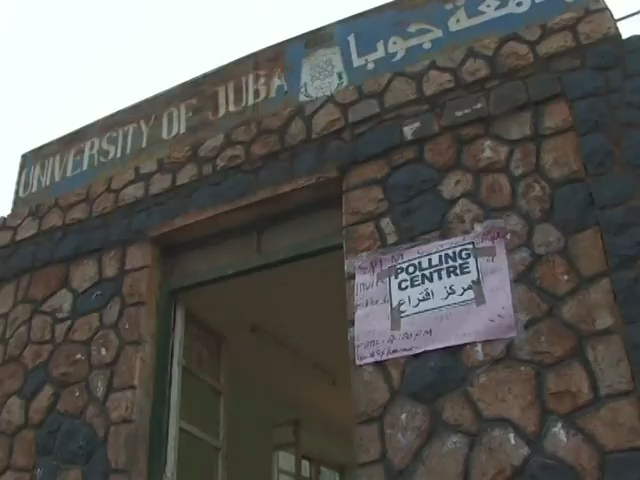 UNIVERSITY OF JUBA
جامعة جوبا
POLLING
CENTRE
مركز اقتراع